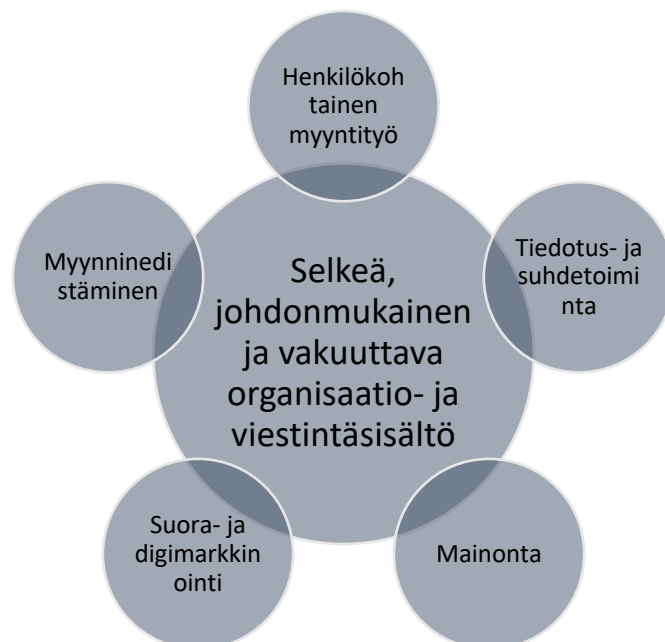 Henkilökoh
tainen
myyntityö
Tiedotus- ja
suhdetoimi
nta
Mainonta
Suora- ja
digimarkkin
ointi
Myynninedi
stäminen
Selkeä,
johdonmukainen
ja vakuuttava
organisaatio- ja
viestintäsisältö